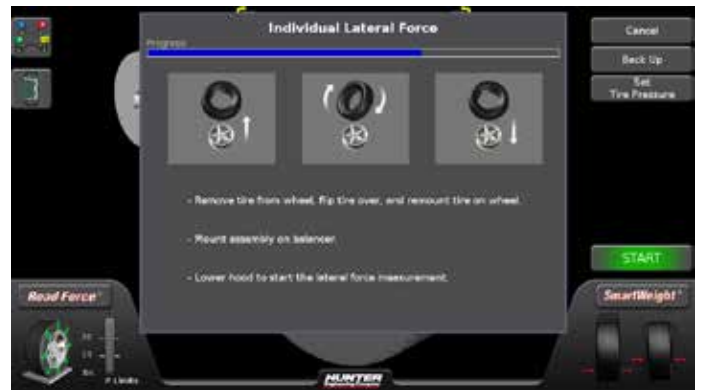 Individual Lateral Force
Progress
Cancel
Back Up
Set
Tire Pressure
- Remove tire from wheel, flip tire over, and remount tire on wheel.
- Mount assembly on balancer.
- Lower hood to start the lateral force measurement.
START
Road Force®
SmartWeight®
# Limits
HUNTER